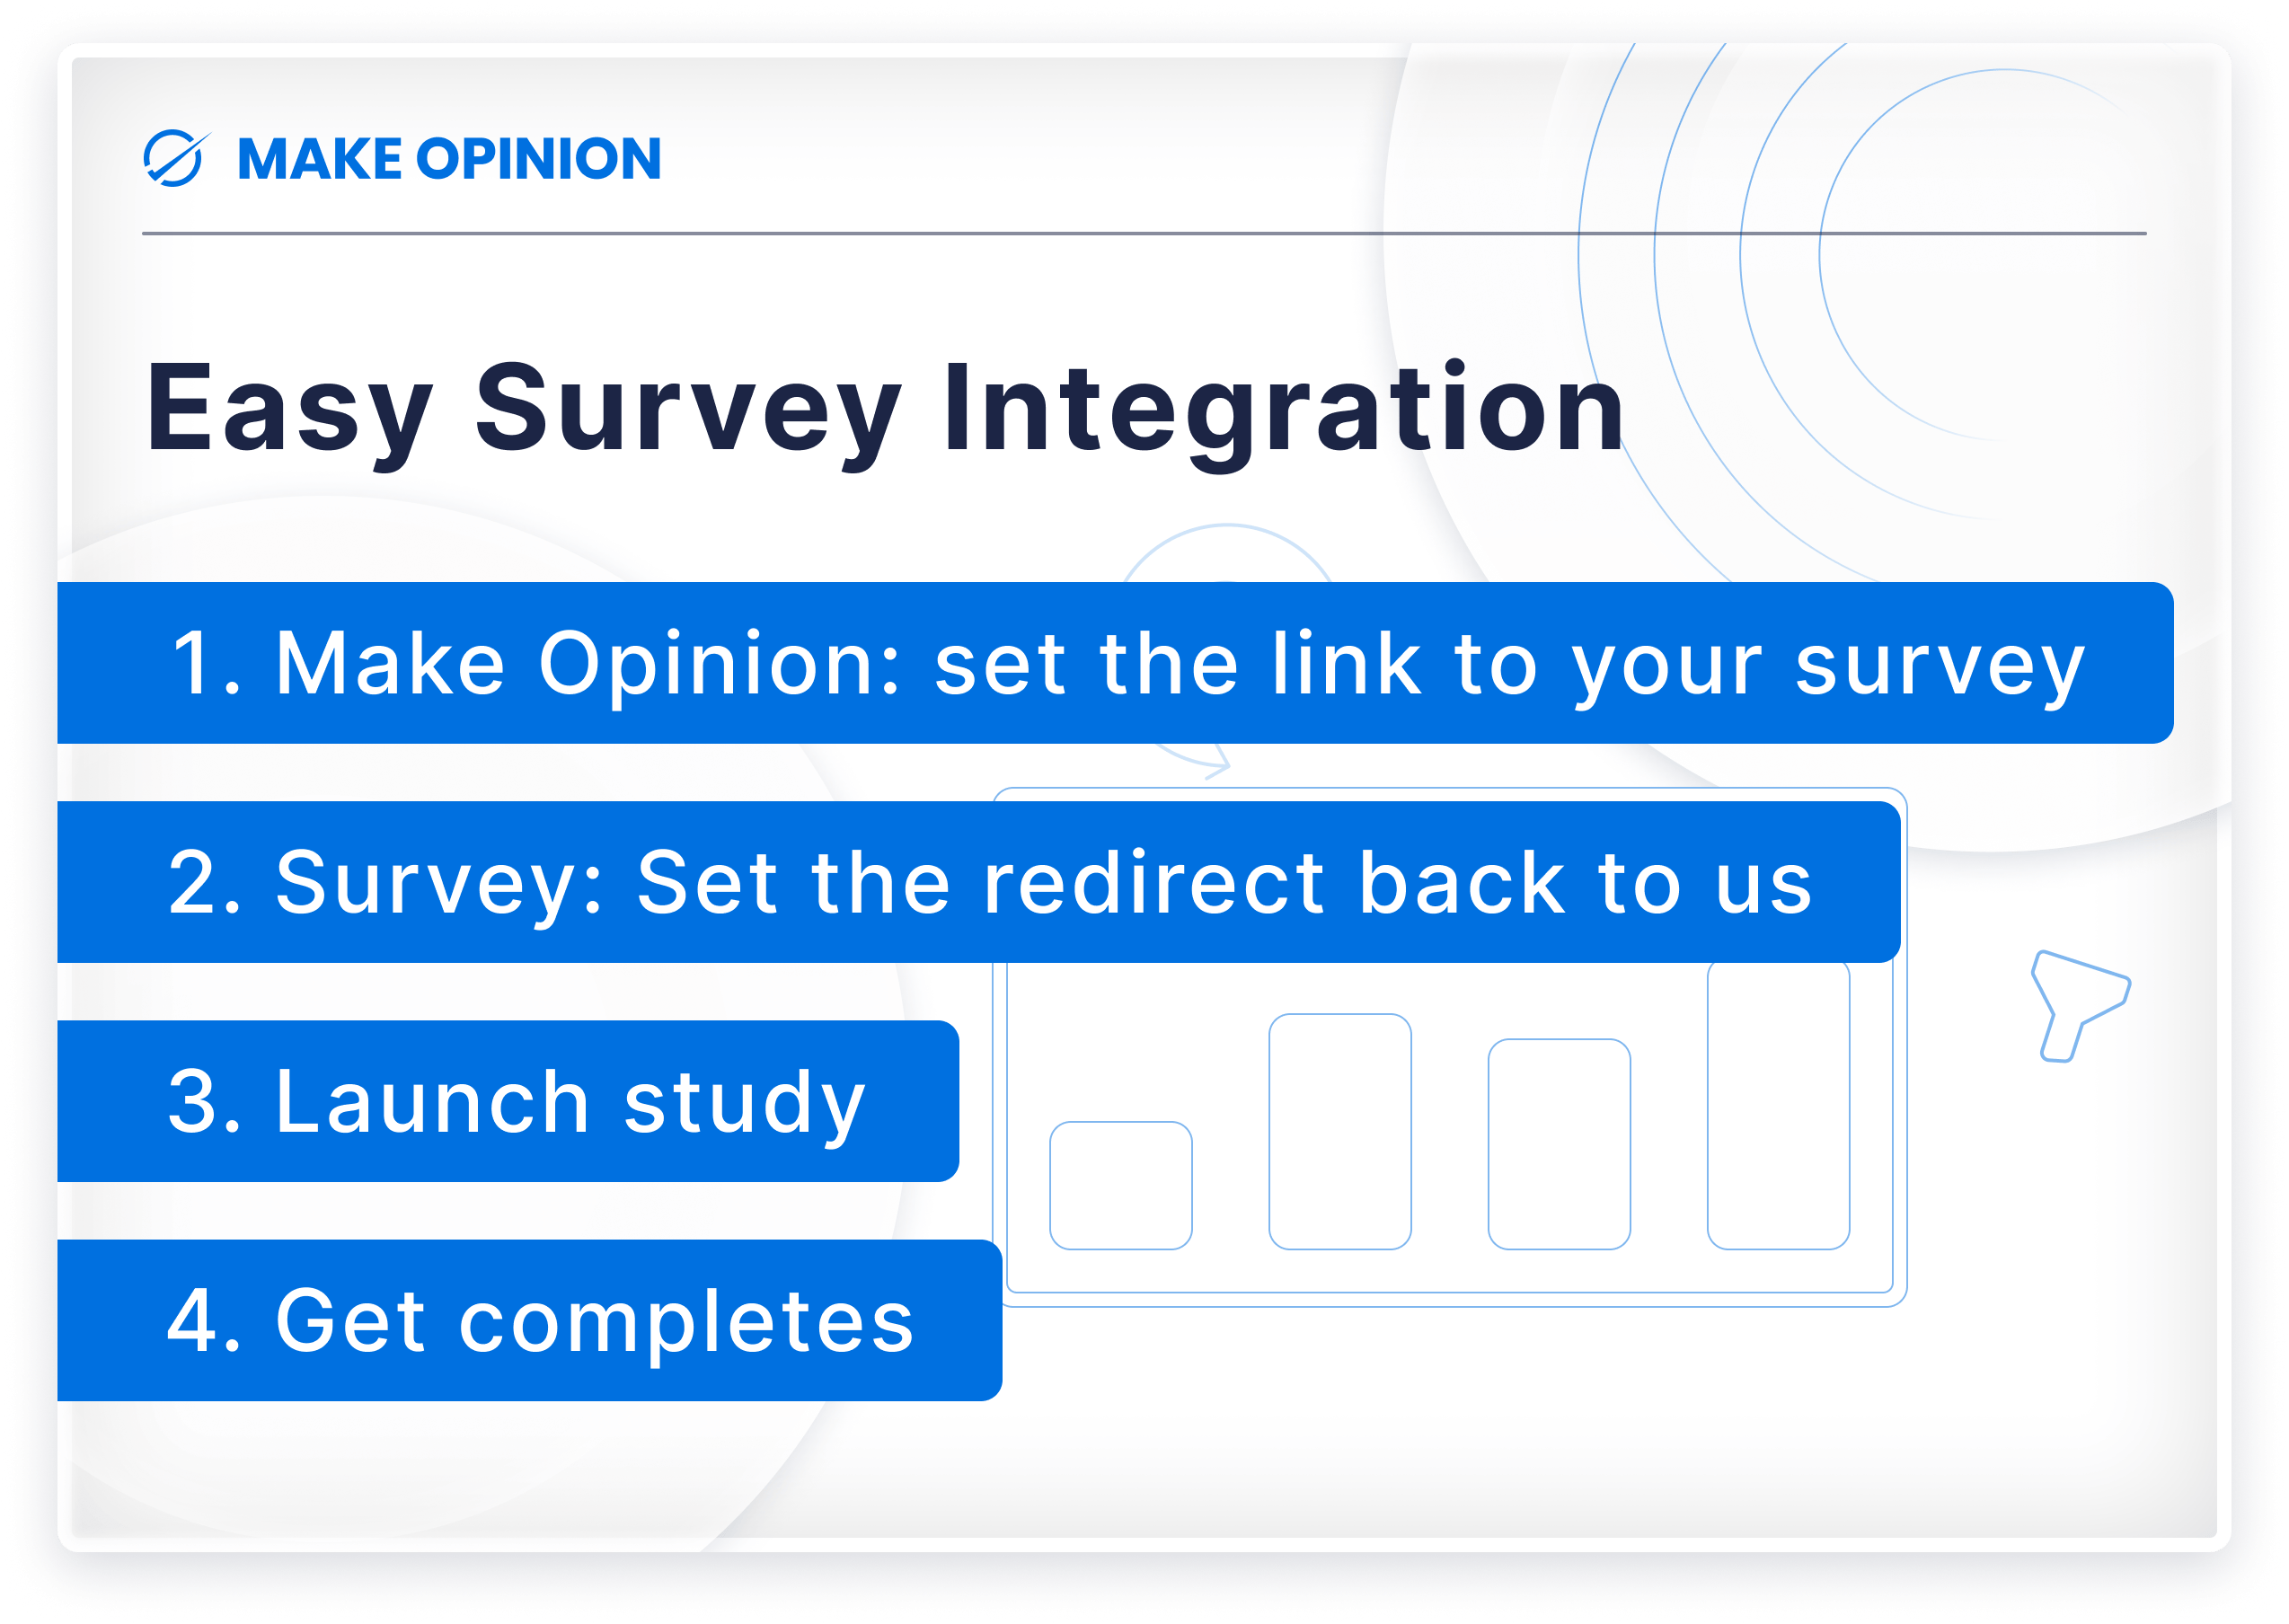 MAKE OPINION
Easy Survey Integration
1. Make Opinion: set the link to your survey
2. Survey: Set the redirect back to us
3. Launch study
4. Get completes